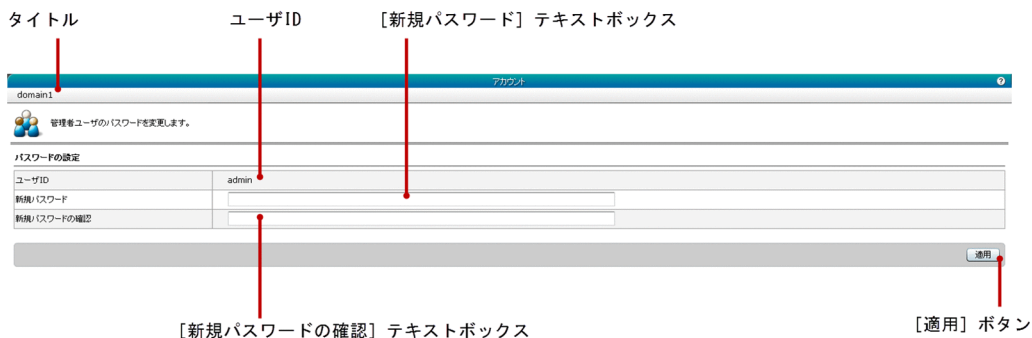 タイトル
ユーザID
[新規パスワード] テキストボックス
アカウント
?
domain1
管理者ユーザのパスワードを変更します。
パスワードの設定
ユーザID
admin
新規パスワード
新規パスワードの確認
適用
[新規パスワードの確認] テキストボックス
[適用] ボタン